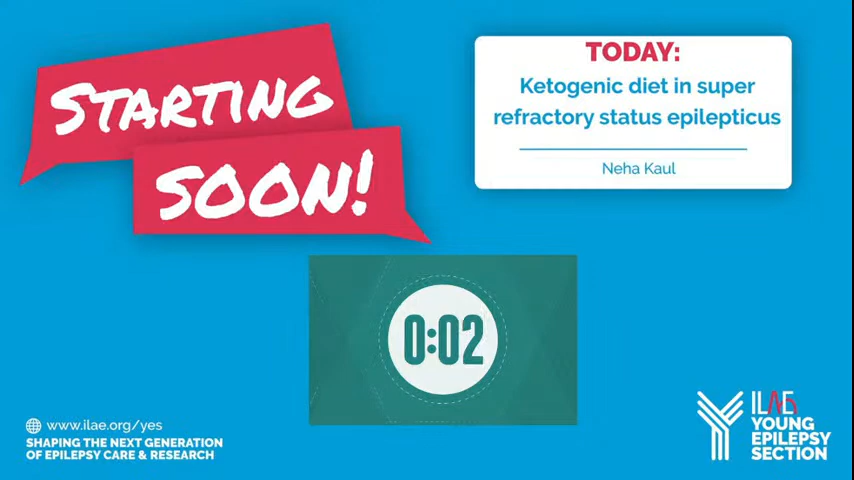 STARTING
SOON!
TODAY:
Ketogenic diet in super
refractory status epilepticus
Neha Kaul
0:02
www.ilae.org/yes
SHAPING THE NEXT GENERATION
OF EPILEPSY CARE & RESEARCH
ILAE
YOUNG
EPILEPSY
SECTION